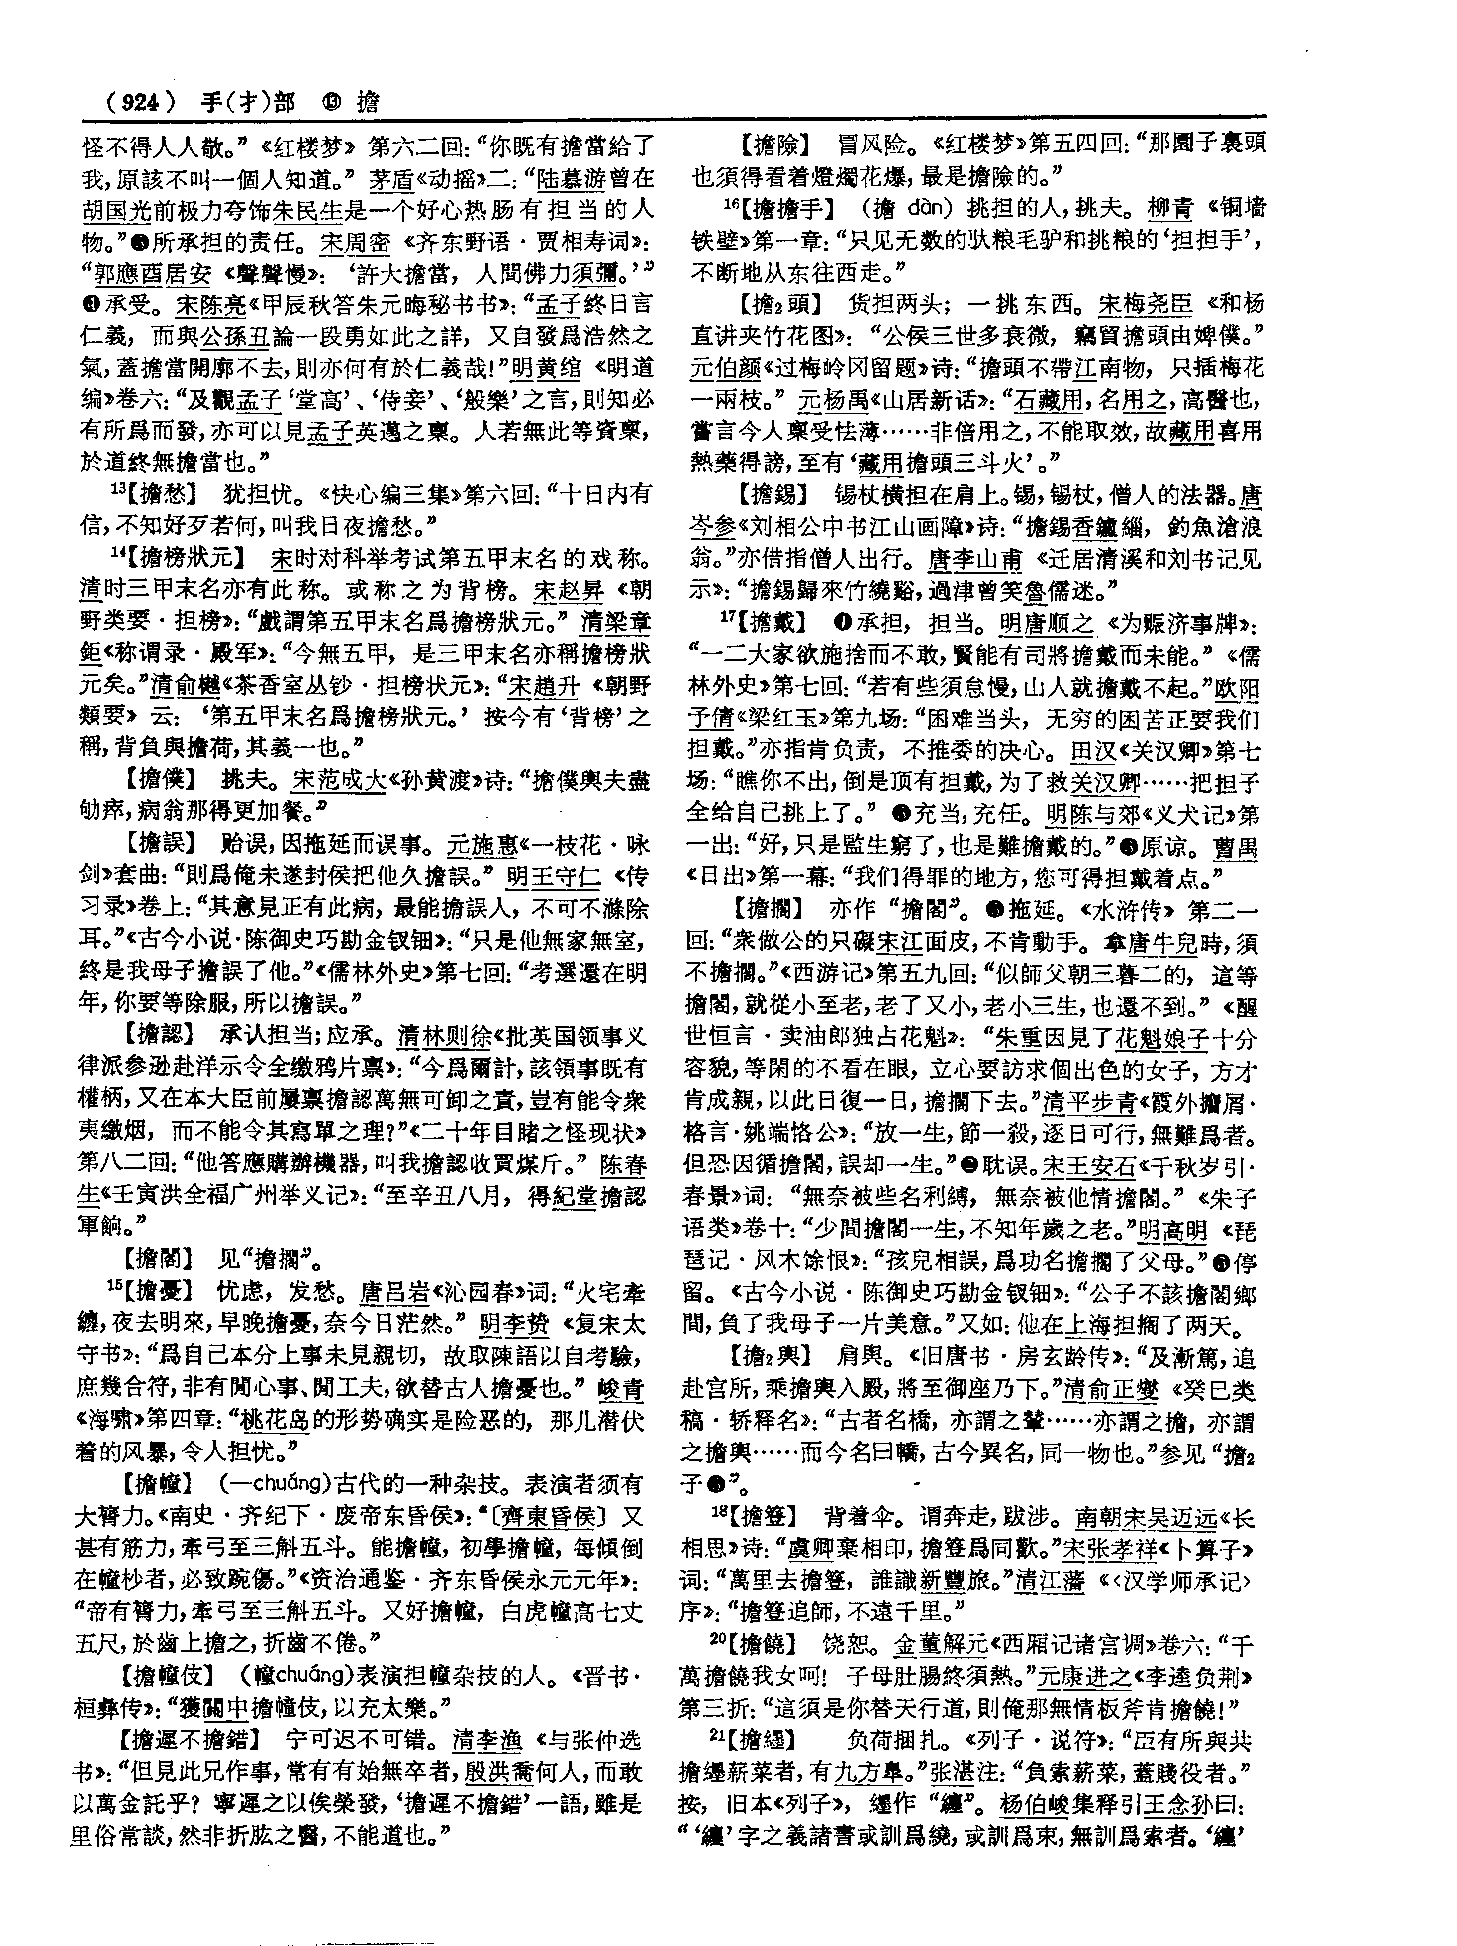 （924） 手(扌)部 ⓭ 擔
怪不得人人敬。”《红楼梦》第六二回：“你既有擔當給了
我，原該不叫一個人知道。” 茅盾《动摇》二：“陆慕游曾在
胡国光前极力夸饰朱民生是一个好心热肠有担当的人
物。”❸所承担的责任。宋周密《齐东野语·贾相寿词》：
“郭應酉居安《聲聲慢》：‘許大擔當，人間佛力須彌。’”
❹承受。宋陈亮《甲辰秋答朱元晦秘书书》：“孟子終日言
仁義，而與公孫丑論一段勇如此之詳，又自發爲浩然之
氣，蓋擔當開廓不去，則亦何有於仁義哉！”明黄绾《明道
编》卷六：“及觀孟子‘堂高’、‘侍妾’、‘般樂’之言，則知必
有所爲而發，亦可以見孟子英邁之稟。人若無此等資稟，
於道終無擔當也。”
13【擔愁】 犹担忧。《快心编三集》第六回：“十日内有
信，不知好歹若何，叫我日夜擔愁。”
14【擔榜狀元】 宋时对科举考试第五甲末名的戏称。
清时三甲末名亦有此称。或称之为背榜。宋赵昇《朝
野类要·担榜》：“戲謂第五甲末名爲擔榜狀元。”清梁章
鉅《称谓录·殿军》：“今無五甲，是三甲末名亦稱擔榜狀
元矣。”清俞樾《茶香室丛钞·担榜状元》：“宋趙升《朝野
類要》云：‘第五甲末名爲擔榜狀元。’按今有‘背榜’之
稱，背負與擔荷，其義一也。”
【擔僕】 挑夫。宋范成大《孙黄渡》诗：“擔僕輿夫盡
劬瘁，病翁那得更加餐。”
【擔誤】 贻误，因拖延而误事。元施惠《一枝花·咏
剑》套曲：“則爲俺未遂封侯把他久擔誤。”明王守仁《传
习录》卷上：“其意見正有此病，最能擔誤人，不可不滌除
耳。”《古今小说·陈御史巧勘金钗钿》：“只是他無家無室，
終是我母子擔誤了他。”《儒林外史》第七回：“考選還在明
年，你要等除服，所以擔誤。”
【擔認】 承认担当；应承。清林则徐《批英国领事义
律派参逊赴洋示令全缴鸦片禀》：“今爲爾計，該領事既有
權柄，又在本大臣前屢稟擔認萬無可卸之責，豈有能令衆
夷繳烟，而不能令其寫單之理？”《二十年目睹之怪现状》
第八二回：“他答應購辦機器，叫我擔認收買煤斤。”陈春
生《壬寅洪全福广州举义记》：“至辛丑八月，得紀堂擔認
軍餉。”
【擔閣】 见“擔擱”。
15【擔憂】 忧虑，发愁。唐吕岩《沁园春》词：“火宅牽
纏，夜去明來，早晚擔憂，奈今日茫然。”明李贽《复宋太
守书》：“爲自己本分上事未見親切，故取陳語以自考驗，
庶幾合符，非有閒心事、閒工夫，欲替古人擔憂也。”峻青
《海啸》第四章：“桃花岛的形势确实是险恶的，那儿潜伏
着的风暴，令人担忧。”
【擔幢】 （—chuáng）古代的一种杂技。表演者须有
大臂力。《南史·齐纪下·废帝东昏侯》：“〔齊東昏侯〕又
甚有筋力，牽弓至三斛五斗。能擔幢，初學擔幢，每傾倒
在幢杪者，必致踠傷。”《资治通鉴·齐东昏侯永元元年》：
“帝有膂力，牽弓至三斛五斗。又好擔幢，白虎幢高七丈
五尺，於齒上擔之，折齒不倦。”
【擔幢伎】 （幢chuáng）表演担幢杂技的人。《晋书·
桓彝传》：“獲關中擔幢伎，以充太樂。”
【擔遲不擔錯】 宁可迟不可错。清李渔《与张仲选
书》：“但見此兄作事，常有有始無卒者，殷洪喬何人，而敢
以萬金託乎？寧遲之以俟榮發，‘擔遲不擔錯’一語，雖是
里俗常談，然非折肱之醫，不能道也。”
【擔險】 冒风险。《红楼梦》第五四回：“那園子裏頭
也須得看着燈燭花爆，最是擔險的。”
16【擔擔手】 （擔 dàn）挑担的人，挑夫。柳青《铜墙
铁壁》第一章：“只见无数的驮粮毛驴和挑粮的‘担担手’，
不断地从东往西走。”
【擔2頭】 货担两头；一挑东西。宋梅尧臣《和杨
直讲夹竹花图》：“公侯三世多衰微，竊買擔頭由婢僕。”
元伯颜《过梅岭冈留题》诗：“擔頭不帶江南物，只插梅花
一兩枝。”元杨禹《山居新话》：“石藏用，名用之，高醫也，
嘗言今人稟受怯薄……非倍用之，不能取效，故藏用喜用
熱藥得謗，至有‘藏用擔頭三斗火’。”
【擔錫】 锡杖横担在肩上。锡，锡杖，僧人的法器。唐
岑参《刘相公中书江山画障》诗：“擔錫香鑪緇，釣魚滄浪
翁。”亦借指僧人出行。唐李山甫《迁居清溪和刘书记见
示》：“擔錫歸來竹繞谿，過津曾笑魯儒迷。”
17【擔戴】 ❶承担，担当。明唐顺之《为赈济事牌》：
“一二大家欲施捨而不敢，賢能有司將擔戴而未能。”《儒
林外史》第七回：“若有些須怠慢，山人就擔戴不起。”欧阳
予倩《梁红玉》第九场：“困难当头，无穷的困苦正要我们
担戴。”亦指肯负责，不推委的决心。田汉《关汉卿》第七
场：“瞧你不出，倒是顶有担戴，为了救关汉卿……把担子
全给自己挑上了。”❷充当，充任。明陈与郊《义犬记》第
一出：“好，只是監生窮了，也是難擔戴的。”❸原谅。曹禺
《日出》第一幕：“我们得罪的地方，您可得担戴着点。”
【擔擱】 亦作“擔閣”。❶拖延。《水浒传》第二一
回：“衆做公的只礙宋江面皮，不肯動手。拿唐牛兒時，須
不擔擱。”《西游记》第五九回：“似師父朝三暮二的，這等
擔閣，就從小至老，老了又小，老小三生，也還不到。”《醒
世恒言·卖油郎独占花魁》：“朱重因見了花魁娘子十分
容貌，等閑的不看在眼，立心要訪求個出色的女子，方才
肯成親，以此日復一日，擔擱下去。”清平步青《霞外攟屑·
格言·姚端恪公》：“放一生，節一殺，逐日可行，無難爲者。
但恐因循擔閣，誤却一生。”❷耽误。宋王安石《千秋岁引·
春景》词：“無奈被些名利縛，無奈被他情擔閣。”《朱子
语类》卷十：“少間擔閣一生，不知年歲之老。”明高明《琵
琶记·风木馀恨》：“孩兒相誤，爲功名擔擱了父母。”❸停
留。《古今小说·陈御史巧勘金钗钿》：“公子不該擔閣鄉
間，負了我母子一片美意。”又如：他在上海担搁了两天。
【擔2輿】 肩舆。《旧唐书·房玄龄传》：“及漸篤，追
赴宫所，乘擔輿入殿，將至御座乃下。”清俞正燮《癸巳类
稿·轿释名》：“古者名橋，亦謂之輂……亦謂之擔，亦謂
之擔輿……而今名曰轎，古今異名，同一物也。”参见“擔2
子❸”。
18【擔簦】 背着伞。谓奔走，跋涉。南朝宋吴迈远《长
相思》诗：“虞卿棄相印，擔簦爲同歡。”宋张孝祥《卜算子》
词：“萬里去擔簦，誰識新豐旅。”清江藩《〈汉学师承记〉
序》：“擔簦追師，不遠千里。”
20【擔饒】 饶恕。金董解元《西厢记诸宫调》卷六：“千
萬擔饒我女呵！子母肚腸終須熱。”元康进之《李逵负荆》
第三折：“這須是你替天行道，則俺那無情板斧肯擔饒！”
21【擔纆】 负荷捆扎。《列子·说符》：“臣有所與共
擔纆薪菜者，有九方皋。”张湛注：“負索薪菜，蓋賤役者。”
按，旧本《列子》，纆作“纏”。杨伯峻集释引王念孙曰：
“‘纏’字之義諸書或訓爲繞，或訓爲束，無訓爲索者。‘纏’